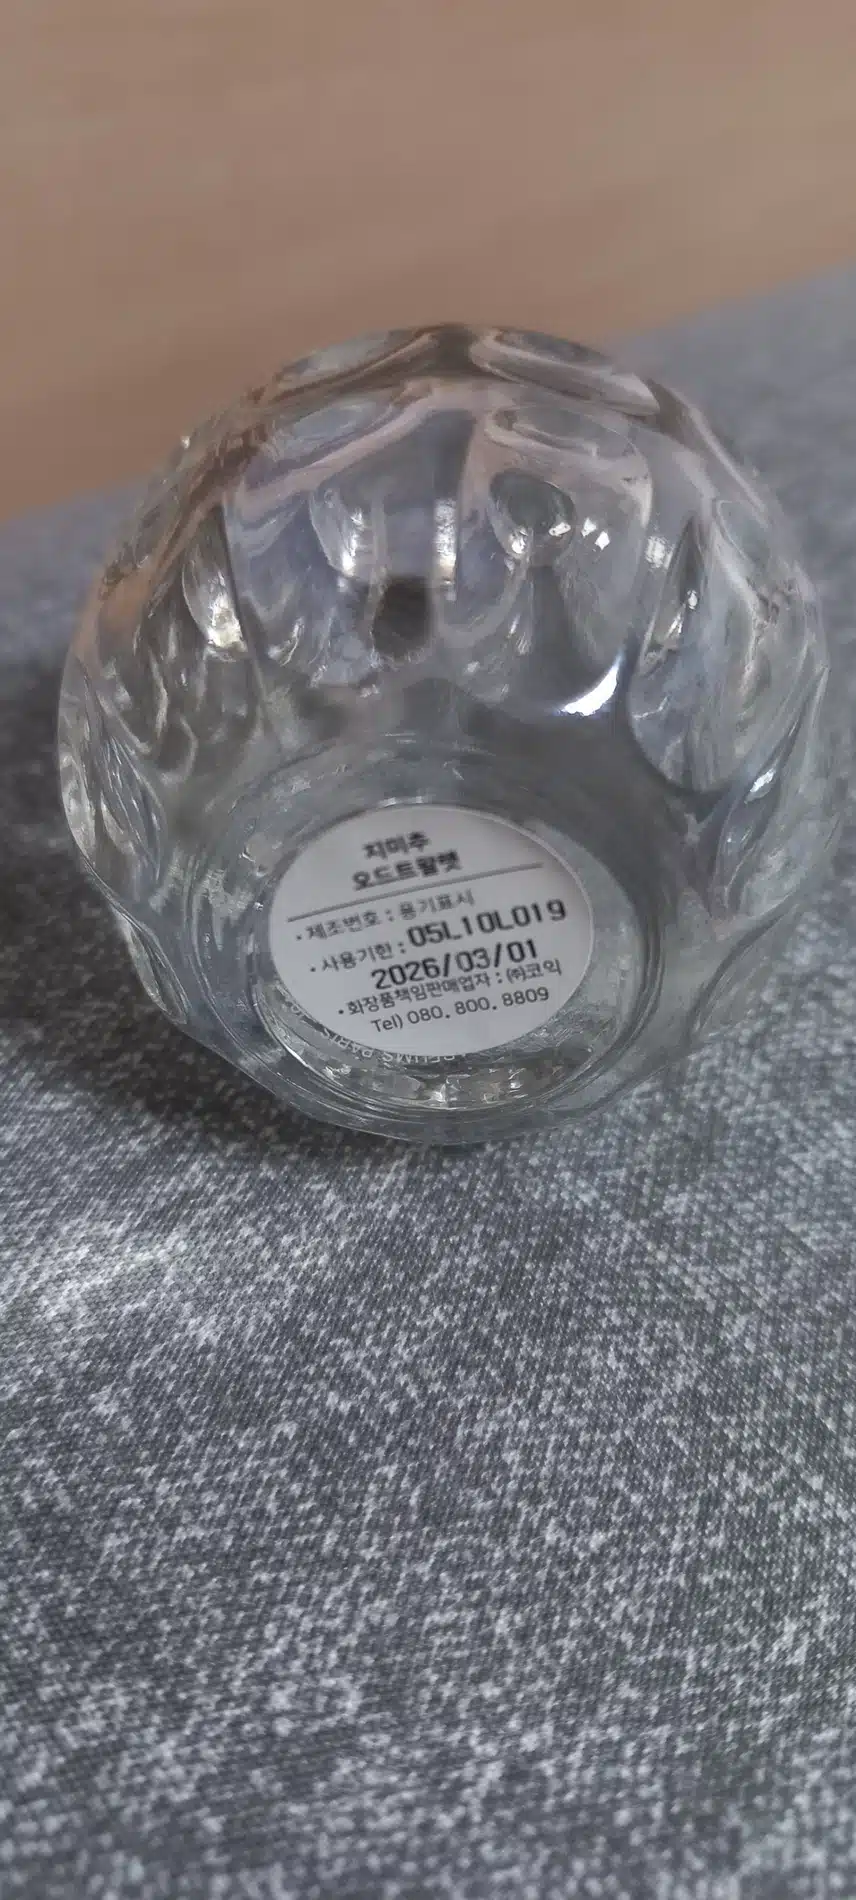 지미추
오드트왈렛
· 제조번호 : 용기표시
05L10L019
· 사용기한 :
2026/03/01
· 화장품책임판매업자 : ㈜코익
Tel) 080. 800. 8809
PARIS